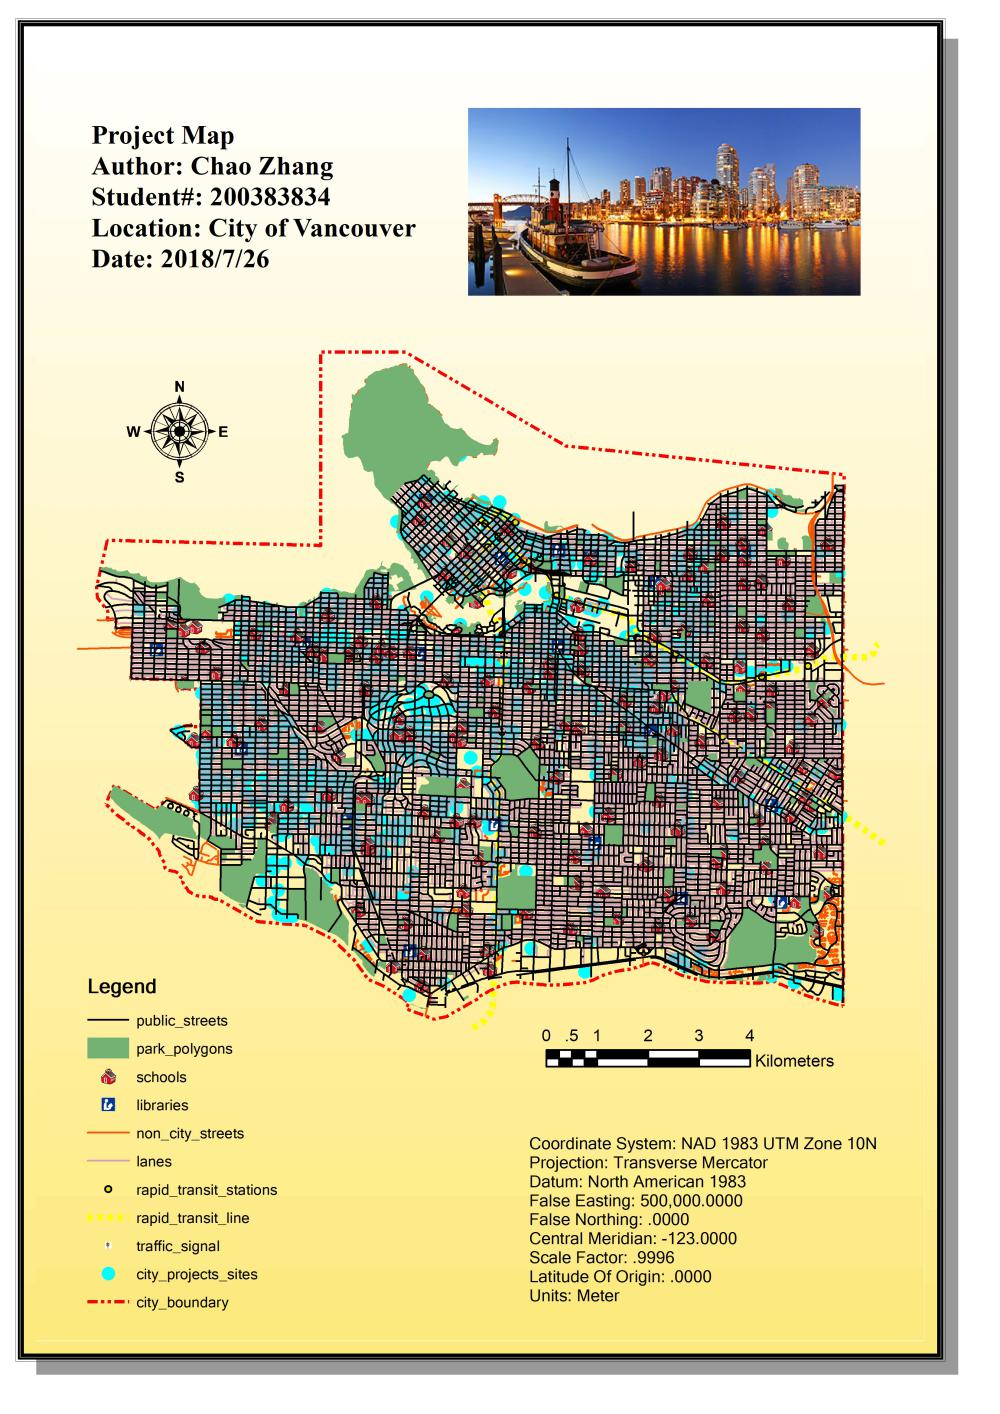 Project Map
Author: Chao Zhang
Student#: 200383834
Location: City of Vancouver
Date: 2018/7/26
N
W E
S
Legend
public_streets
park_polygons
schools
libraries
non_city_streets
lanes
rapid_transit_stations
rapid_transit_line
traffic_signal
city_projects_sites
city_boundary
0 .5 1 2 3 4
Kilometers
Coordinate System: NAD 1983 UTM Zone 10N
Projection: Transverse Mercator
Datum: North American 1983
False Easting: 500,000.0000
False Northing: .0000
Central Meridian: -123.0000
Scale Factor: .9996
Latitude Of Origin: .0000
Units: Meter